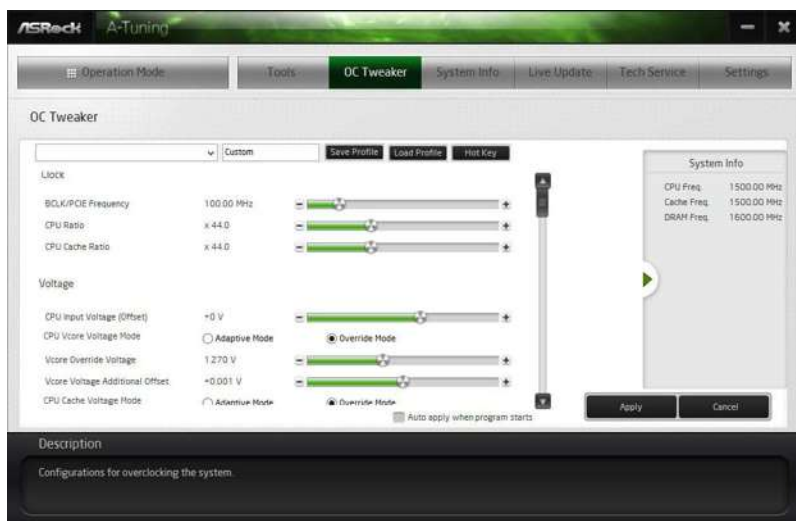 ASRock A-Tuning
Operation Mode Tools OC Tweaker System Info Live Update Tech Service Settings
OC Tweaker
Custom Save Profile Load Profile Hot Key
Clock
BCLK/PCIE Frequency 100.00 MHz
CPU Ratio x 44.0
CPU Cache Ratio x 44.0
Voltage
CPU Input Voltage (Offset) +0 V
CPU Vcore Voltage Mode Adaptive Mode Override Mode
Vcore Override Voltage 1.270 V
Vcore Voltage Additional Offset +0.001 V
CPU Cache Voltage Mode Adaptive Mode Override Mode
Auto apply when program starts
System Info
CPU Freq. 1500.00 MHz
Cache Freq. 1500.00 MHz
DRAM Freq. 1600.00 MHz
Apply Cancel
Description
Configurations for overclocking the system.